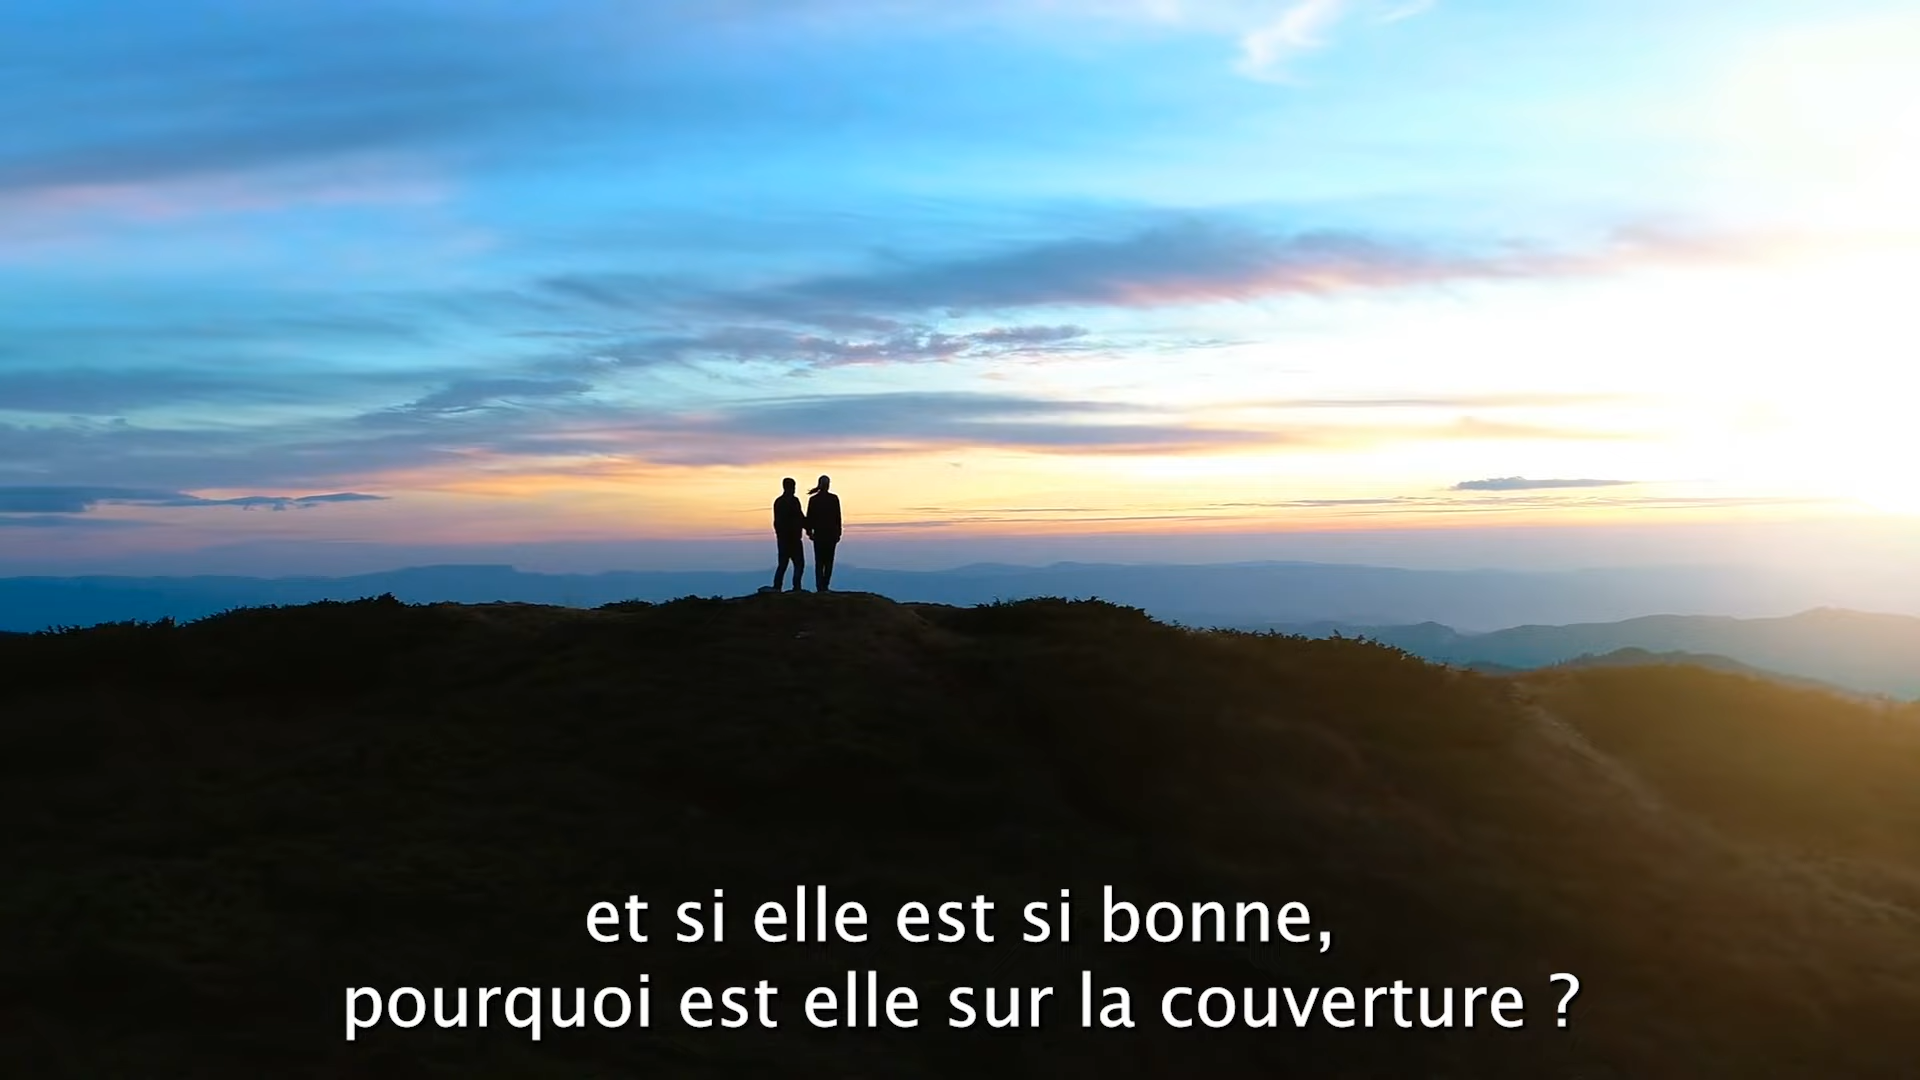 et si elle est si bonne,
pourquoi est elle sur la couverture ?